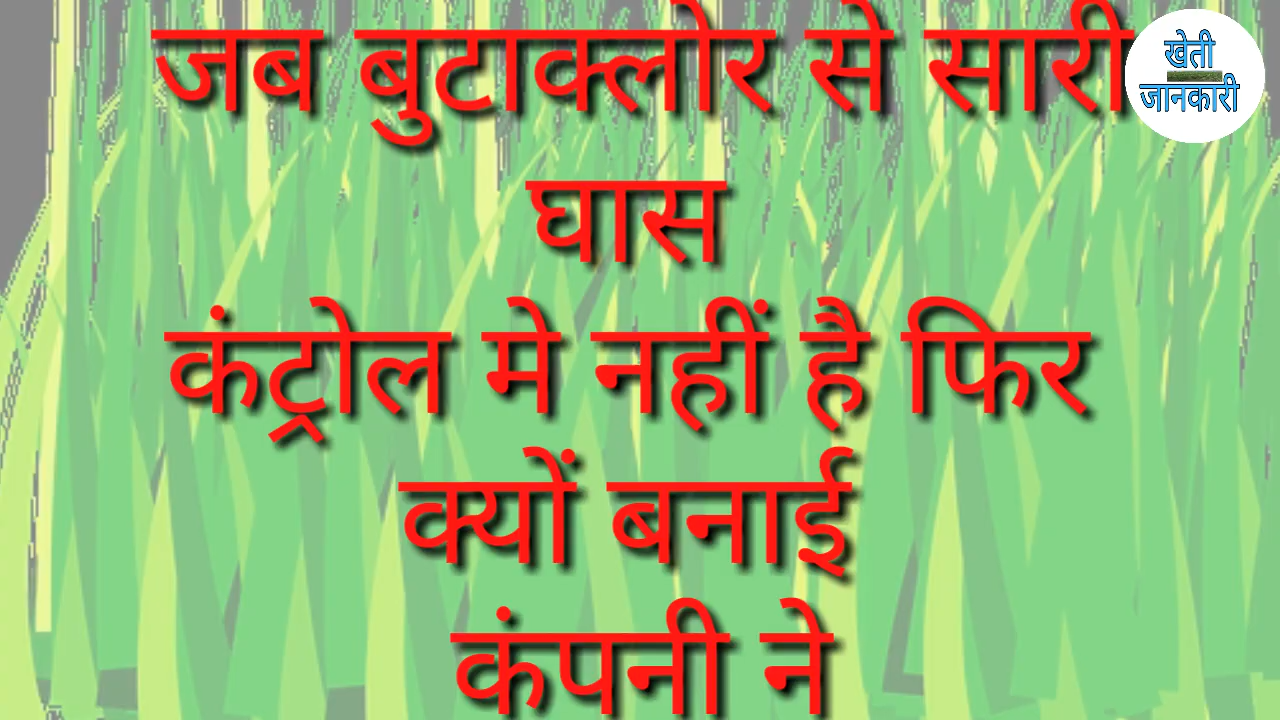 जब बुटाक्लोर से सारी
घास
कंट्रोल मे नहीं है फिर
क्यों बनाई
कंपनी ने
खेती
जानकारी